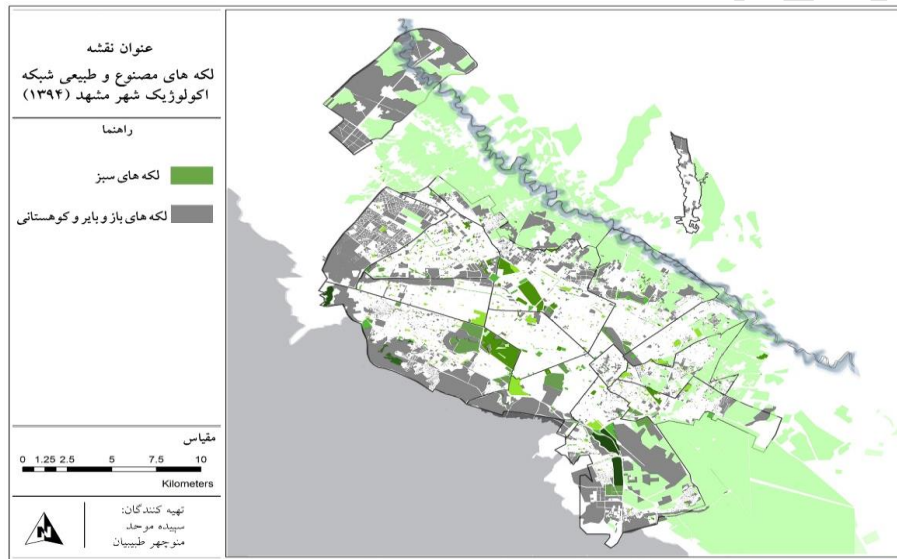 عنوان نقشه
لکه های مصنوع و طبیعی شبکه
اکولوژیک شهر مشهد (۱۳۹۴)
راهنما
لکه های سبز
لکه های باز و بایر و کوهستانی
مقیاس
0 1.25 2.5 5 7.5 10
Kilometers
تهیه کنندگان:
سپیده موحد
منوچهر طبیبیان
N